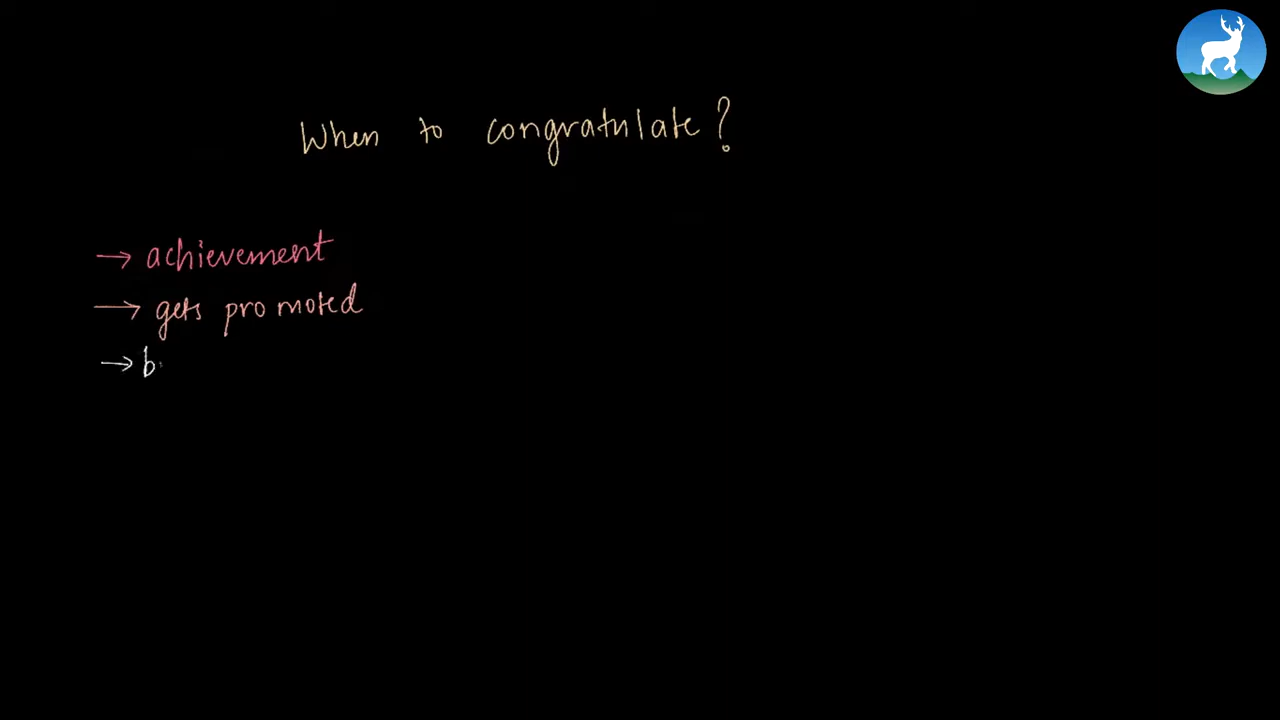 When to congratulate?
→ achievement
→ gets promoted
→ b